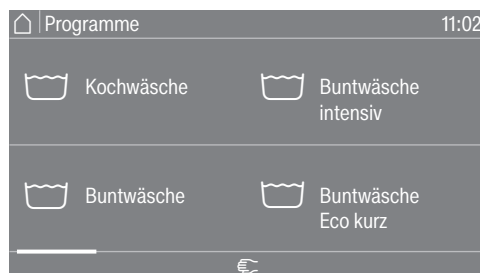 Programme 11:02
Kochwäsche
Buntwäsche
intensiv
Buntwäsche
Buntwäsche
Eco kurz